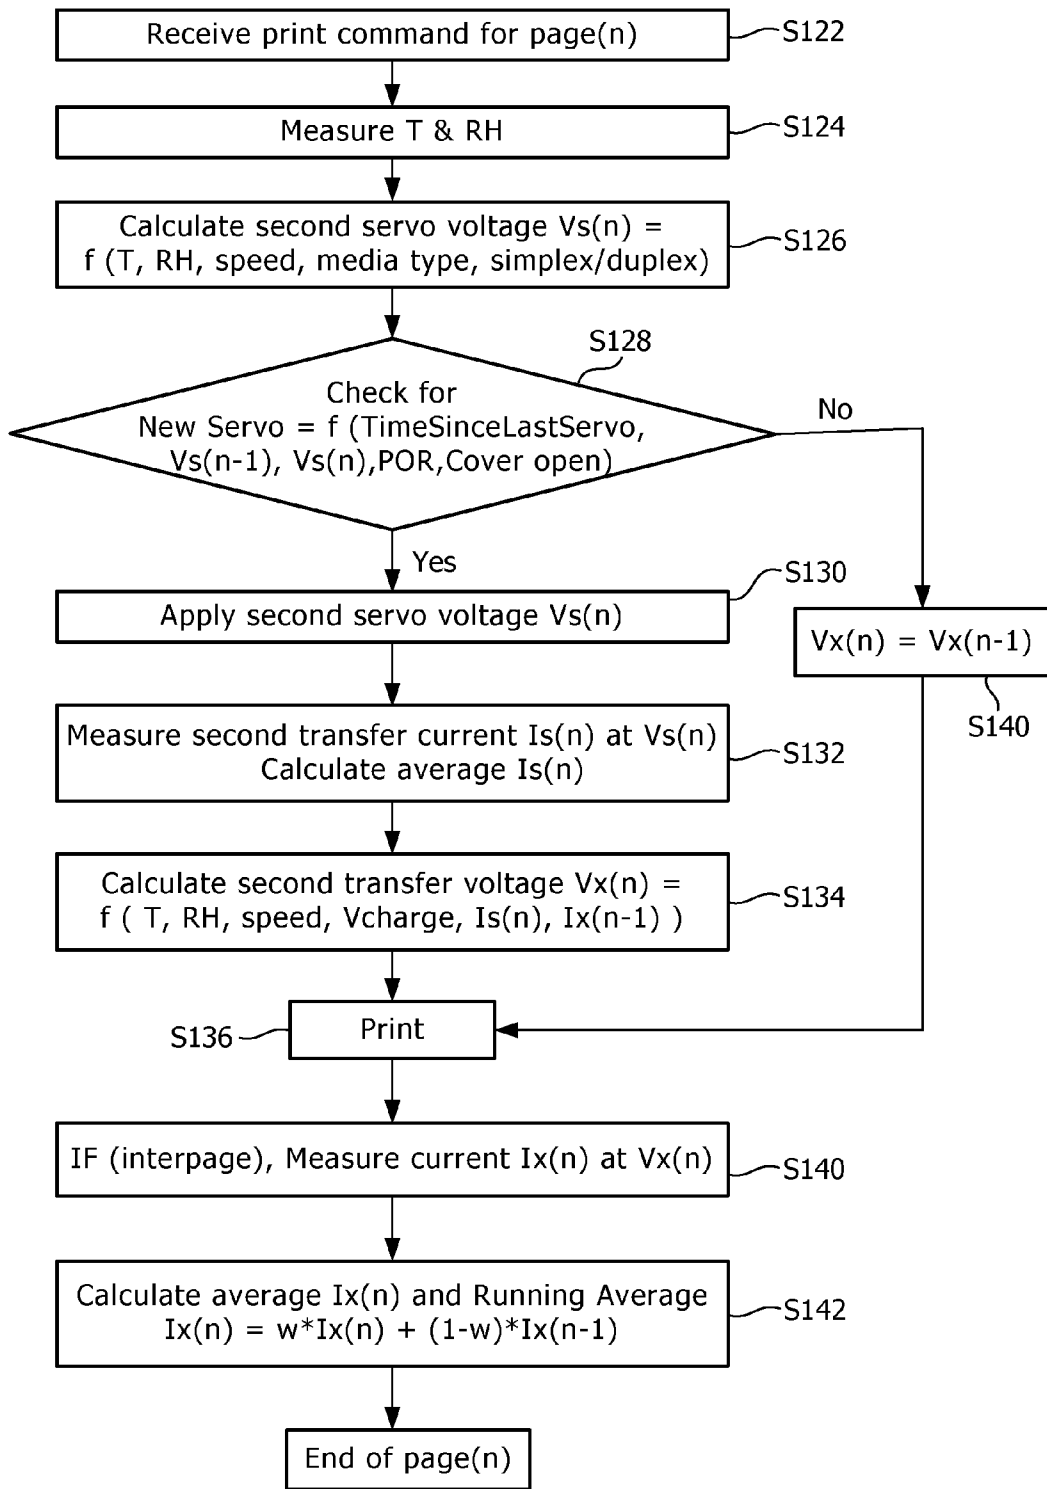 Receive print command for page(n)
S122
Measure T & RH
S124
Calculate second servo voltage Vs(n) =
f (T, RH, speed, media type, simplex/duplex)
S126
S128
Check for
New Servo = f (TimeSinceLastServo,
Vs(n-1), Vs(n),POR,Cover open)
No
Yes
Apply second servo voltage Vs(n)
S130
Vx(n) = Vx(n-1)
S140
Measure second transfer current Is(n) at Vs(n)
Calculate average Is(n)
S132
Calculate second transfer voltage Vx(n) =
f ( T, RH, speed, Vcharge, Is(n), Ix(n-1) )
S134
Print
S136
IF (interpage), Measure current Ix(n) at Vx(n)
S140
Calculate average Ix(n) and Running Average
Ix(n) = w*Ix(n) + (1-w)*Ix(n-1)
S142
End of page(n)